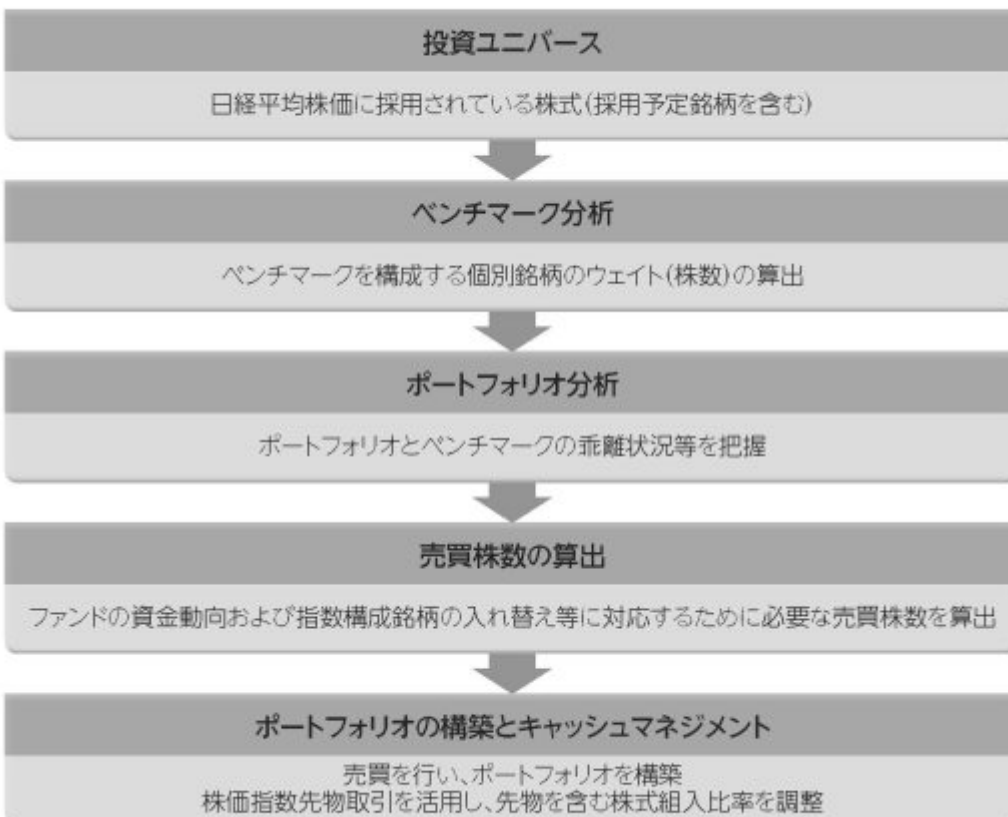 投資ユニバース
日経平均株価に採用されている株式(採用予定銘柄を含む)
ベンチマーク分析
ベンチマークを構成する個別銘柄のウェイト(株数)の算出
ポートフォリオ分析
ポートフォリオとベンチマークの乖離状況等を把握
売買株数の算出
ファンドの資金動向および指数構成銘柄の入れ替え等に対応するために必要な売買株数を算出
ポートフォリオの構築とキャッシュマネジメント
売買を行い、ポートフォリオを構築
株価指数先物取引を活用し、先物を含む株式組入比率を調整